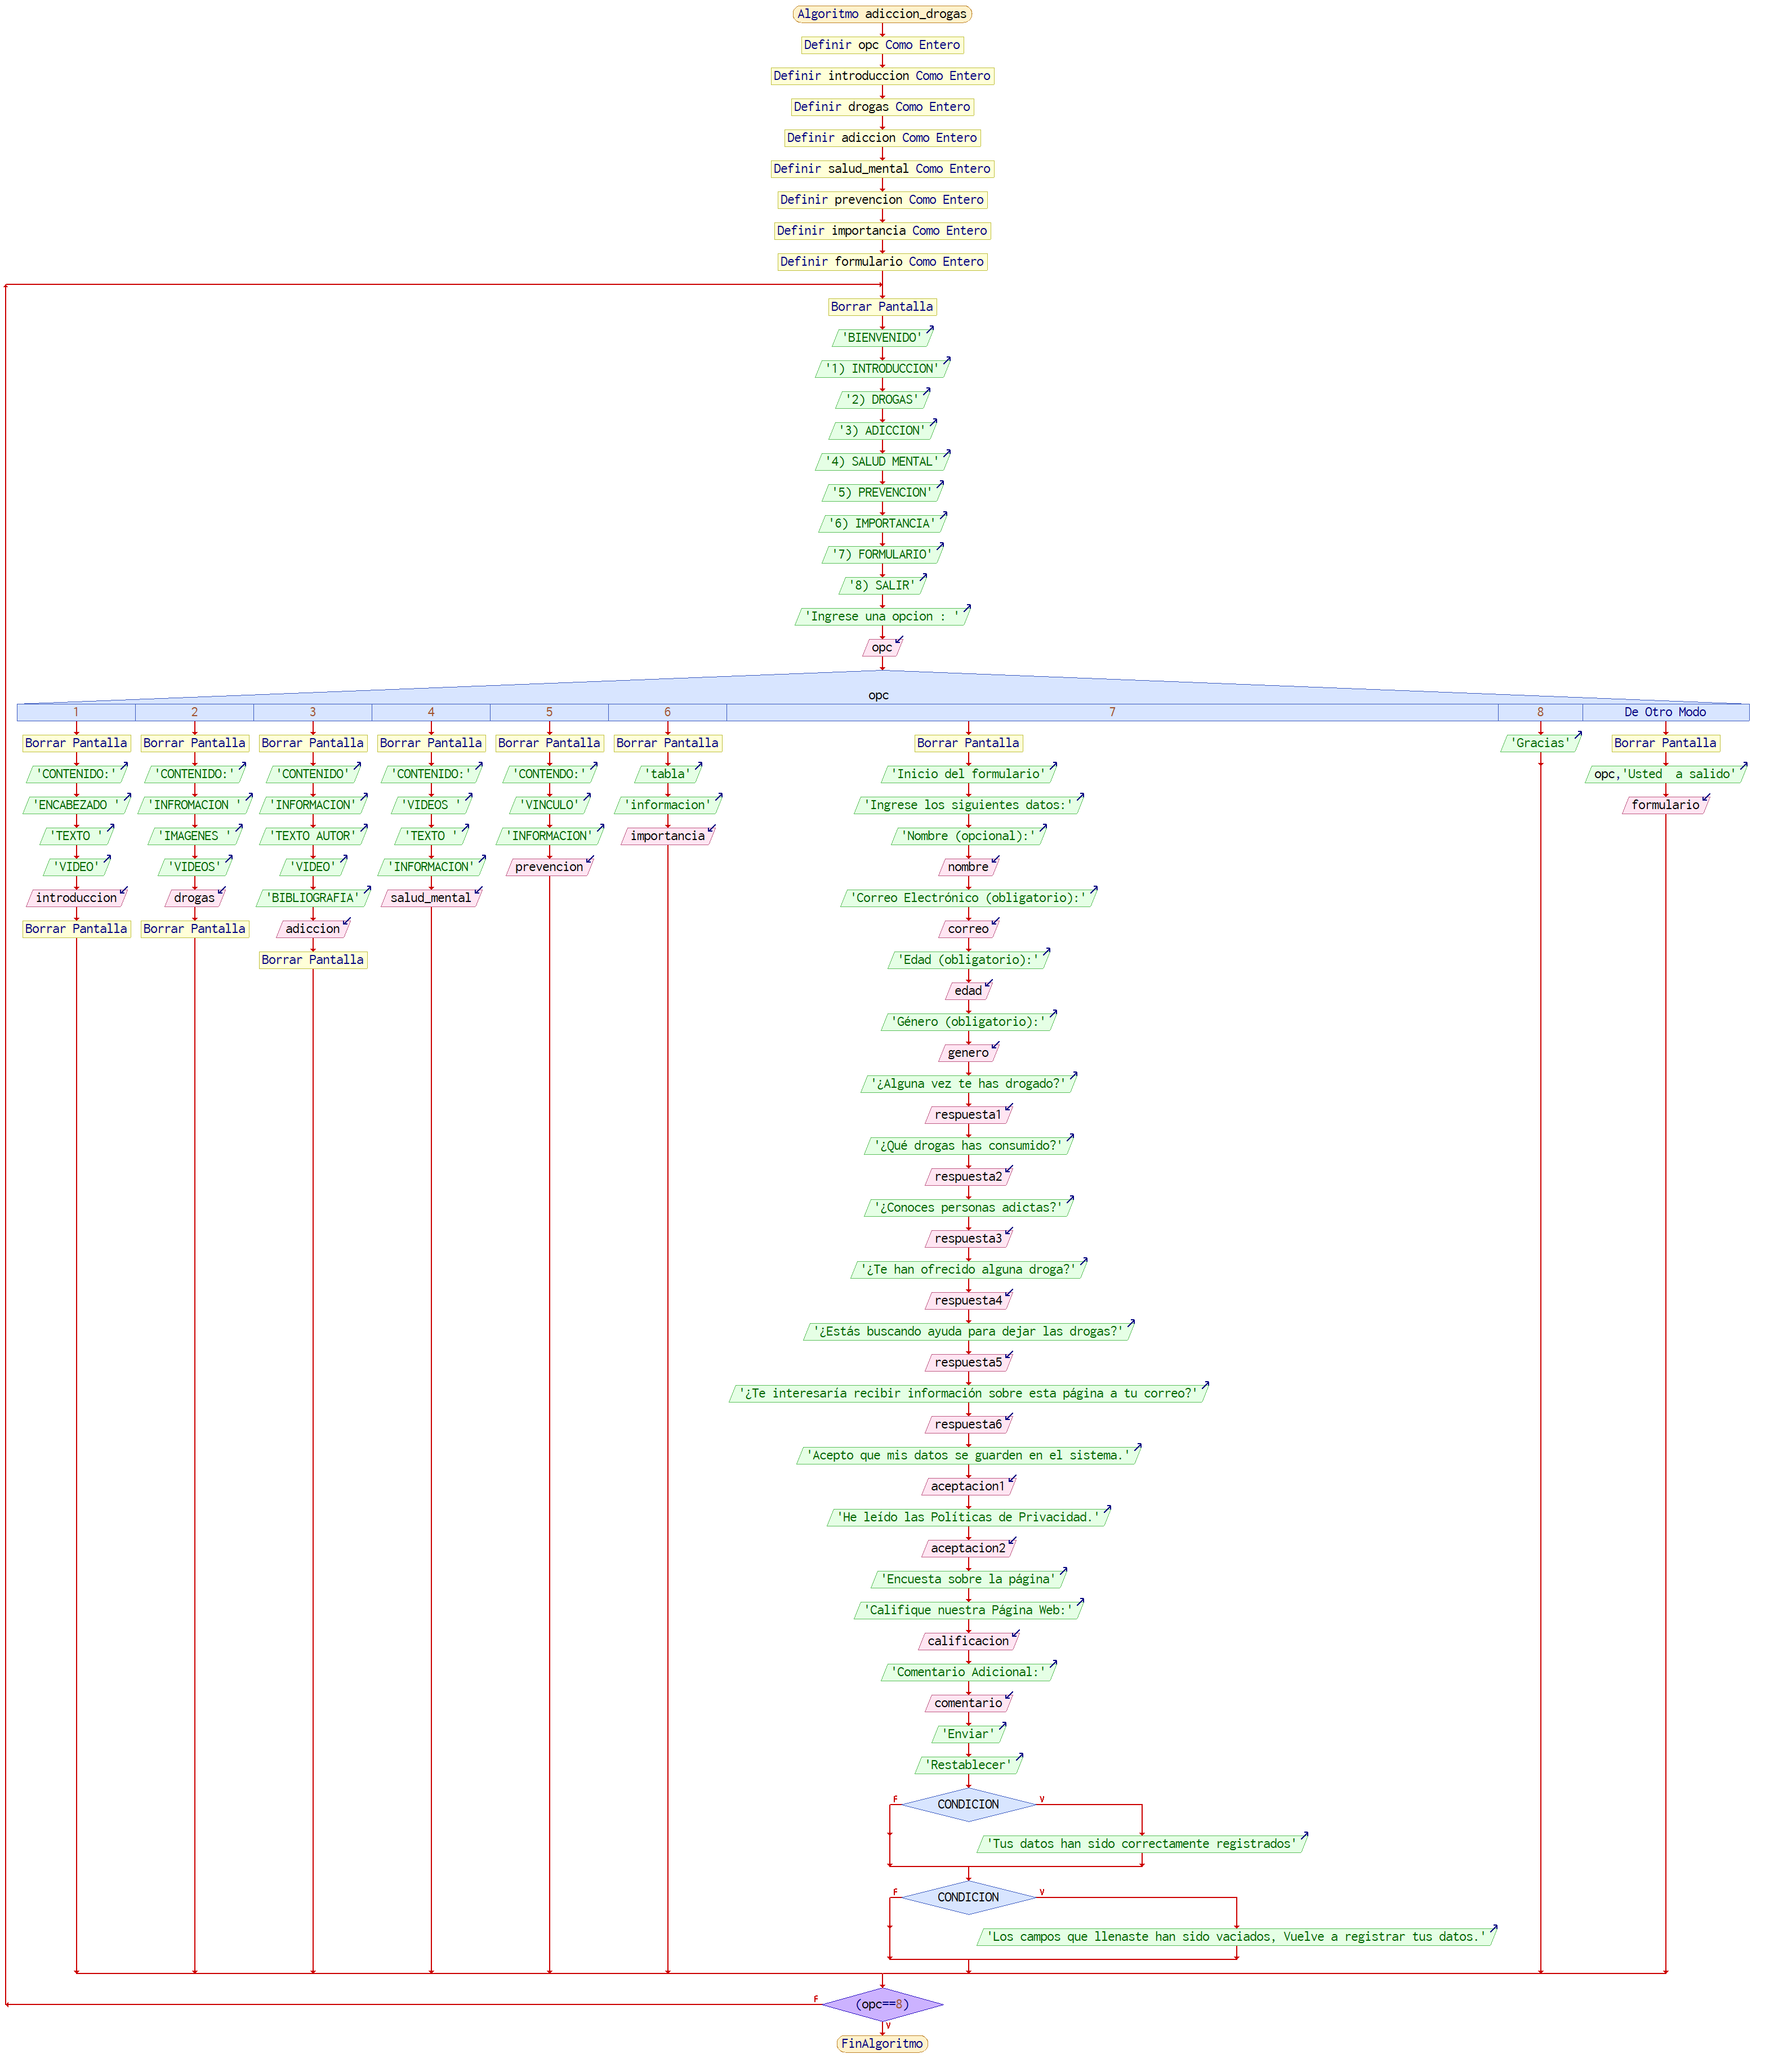 Algoritmo adiccion_drogas
Definir opc Como Entero
Definir introduccion Como Entero
Definir drogas Como Entero
Definir adiccion Como Entero
Definir salud_mental Como Entero
Definir prevencion Como Entero
Definir importancia Como Entero
Definir formulario Como Entero
Borrar Pantalla
'BIENVENIDO'
'1) INTRODUCCION'
'2) DROGAS'
'3) ADICCION'
'4) SALUD MENTAL'
'5) PREVENCION'
'6) IMPORTANCIA'
'7) FORMULARIO'
'8) SALIR'
'Ingrese una opcion : '
opc
opc
1
Borrar Pantalla
'CONTENIDO:'
'ENCABEZADO '
'TEXTO '
'VIDEO'
introduccion
Borrar Pantalla
2
Borrar Pantalla
'CONTENIDO:'
'INFROMACION '
'IMAGENES '
'VIDEOS'
drogas
Borrar Pantalla
3
Borrar Pantalla
'CONTENIDO'
'INFORMACION'
'TEXTO AUTOR'
'VIDEO'
'BIBLIOGRAFIA'
adiccion
Borrar Pantalla
4
Borrar Pantalla
'CONTENIDO:'
'VIDEOS '
'TEXTO '
'INFORMACION'
salud_mental
5
Borrar Pantalla
'CONTENDO:'
'VINCULO'
'INFORMACION'
prevencion
6
Borrar Pantalla
'tabla'
'informacion'
importancia
7
Borrar Pantalla
'Inicio del formulario'
'Ingrese los siguientes datos:'
'Nombre (opcional):'
nombre
'Correo Electrónico (obligatorio):'
correo
'Edad (obligatorio):'
edad
'Género (obligatorio):'
genero
'¿Alguna vez te has drogado?'
respuesta1
'¿Qué drogas has consumido?'
respuesta2
'¿Conoces personas adictas?'
respuesta3
'¿Te han ofrecido alguna droga?'
respuesta4
'¿Estás buscando ayuda para dejar las drogas?'
respuesta5
'¿Te interesaría recibir información sobre esta página a tu correo?'
respuesta6
'Acepto que mis datos se guarden en el sistema.'
aceptacion1
'He leído las Políticas de Privacidad.'
aceptacion2
'Encuesta sobre la página'
'Califique nuestra Página Web:'
calificacion
'Comentario Adicional:'
comentario
'Enviar'
'Restablecer'
F CONDICION V
'Tus datos han sido correctamente registrados'
F CONDICION V
'Los campos que llenaste han sido vaciados, Vuelve a registrar tus datos.'
8
'Gracias'
De Otro Modo
Borrar Pantalla
opc,'Usted  a salido'
formulario
F (opc==8)
V
FinAlgoritmo